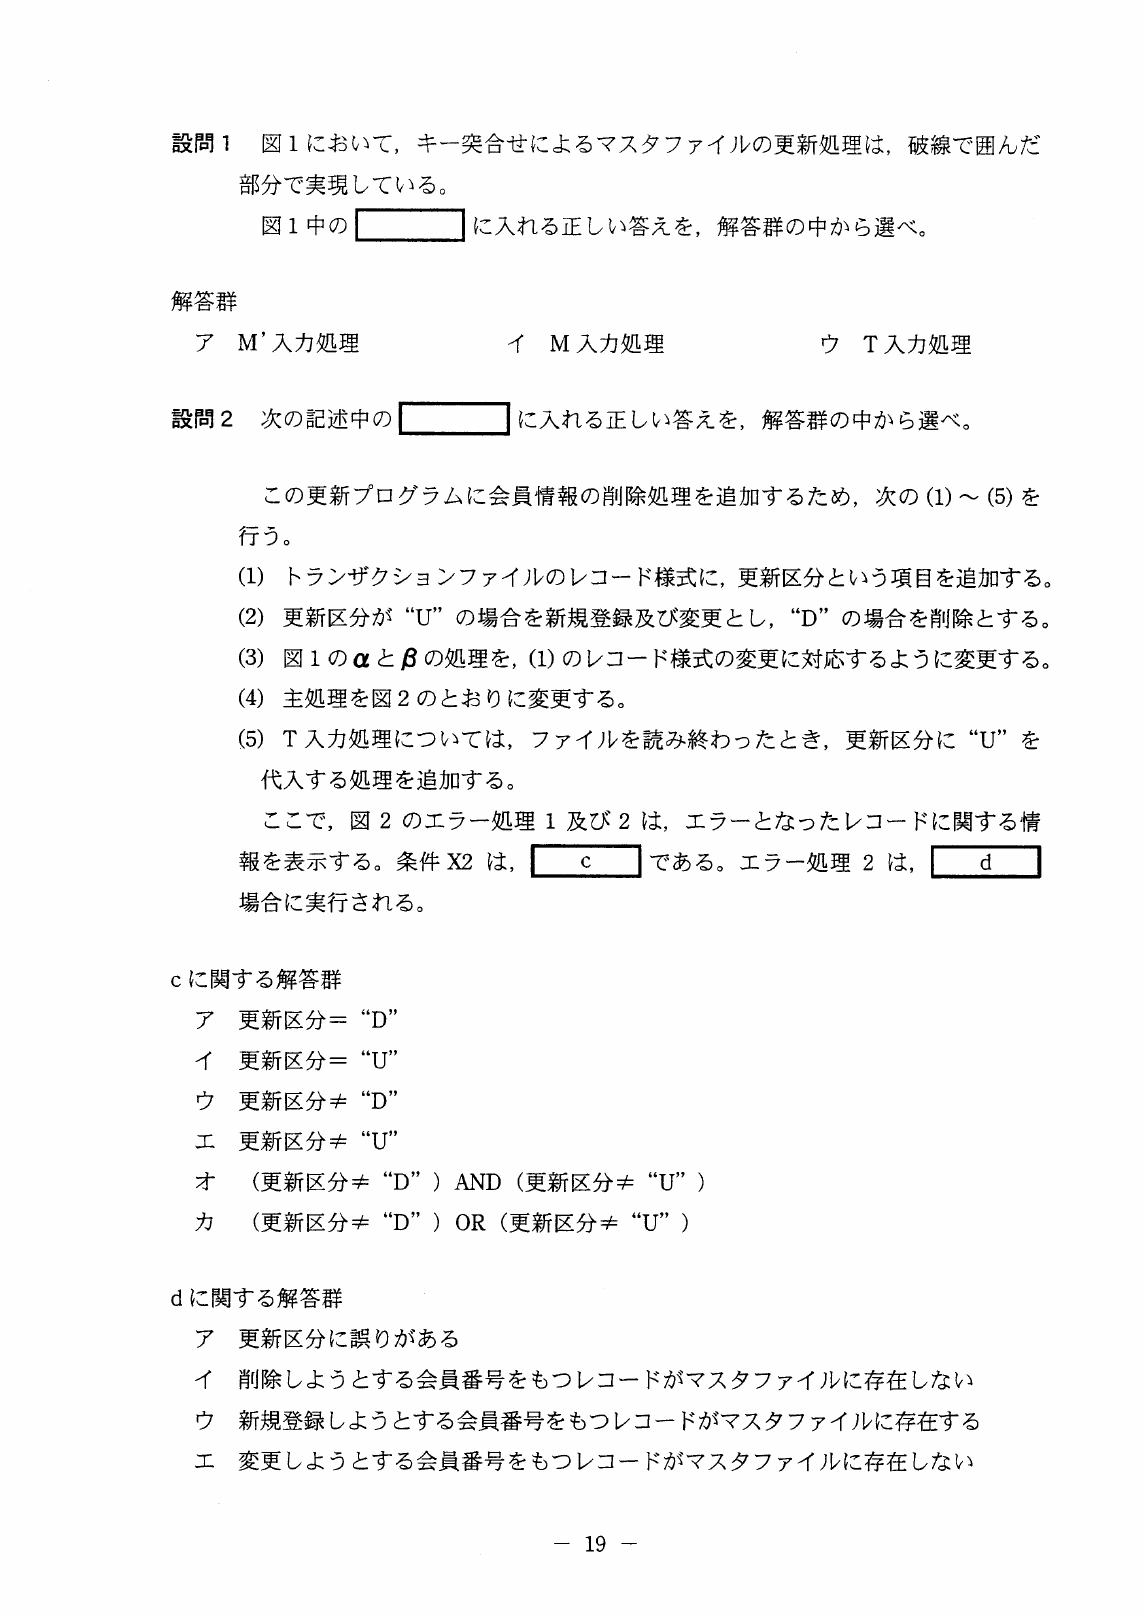 設問1 図1において，キー突合せによるマスタファイルの更新処理は，破線で囲んだ
部分で実現している。
図1中の に入れる正しい答えを，解答群の中から選べ。
解答群
ア M’入力処理 イ M入力処理 ウ T入力処理
設問2 次の記述中の に入れる正しい答えを，解答群の中から選べ。
この更新プログラムに会員情報の削除処理を追加するため，次の(1)～(5)を
行う。
(1) トランザクションファイルのレコード様式に，更新区分という項目を追加する。
(2) 更新区分が“U”の場合を新規登録及び変更とし，“D”の場合を削除とする。
(3) 図1のαとβの処理を，(1)のレコード様式の変更に対応するように変更する。
(4) 主処理を図2のとおりに変更する。
(5) T入力処理については，ファイルを読み終わったとき，更新区分に“U”を
代入する処理を追加する。
ここで，図2のエラー処理1及び2は，エラーとなったレコードに関する情
報を表示する。条件X2は， c である。エラー処理2は， d
場合に実行される。
cに関する解答群
ア 更新区分＝“D”
イ 更新区分＝“U”
ウ 更新区分≠“D”
エ 更新区分≠“U”
オ （更新区分≠“D”）AND（更新区分≠“U”）
カ （更新区分≠“D”）OR（更新区分≠“U”）
dに関する解答群
ア 更新区分に誤りがある
イ 削除しようとする会員番号をもつレコードがマスタファイルに存在しない
ウ 新規登録しようとする会員番号をもつレコードがマスタファイルに存在する
エ 変更しようとする会員番号をもつレコードがマスタファイルに存在しない
－ 19 －